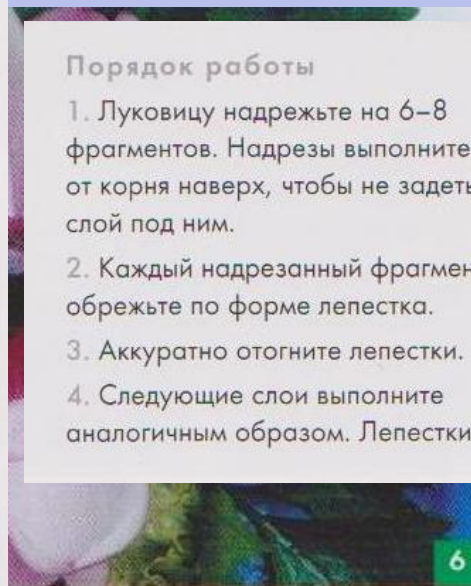 Порядок работы
1. Луковицу надрежьте на 6–8
фрагментов. Надрезы выполните
от корня наверх, чтобы не задеть
слой под ним.
2. Каждый надрезанный фрагмен
обрежьте по форме лепестка.
3. Аккуратно отогните лепестки.
4. Следующие слои выполните
аналогичным образом. Лепестки
6